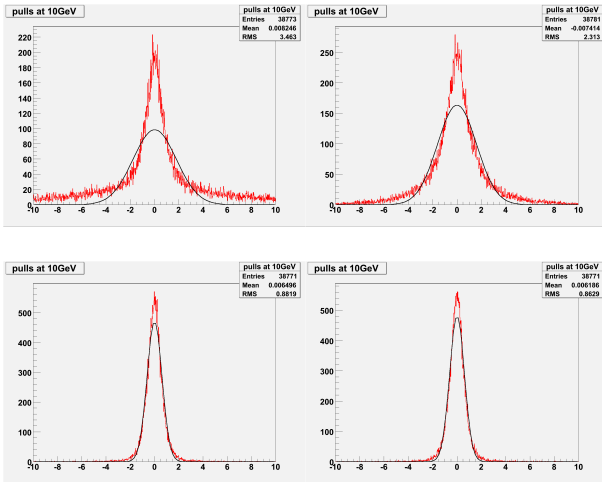 pulls at 10GeV
pulls at 10GeV
Entries 38773
Mean 0.008246
RMS 3.463
220
200
180
160
140
120
100
80
60
40
20
0
-10 -8 -6 -4 -2 0 2 4 6 8 10
pulls at 10GeV
pulls at 10GeV
Entries 38781
Mean -0.007414
RMS 2.313
250
200
150
100
50
0
-10 -8 -6 -4 -2 0 2 4 6 8 10
pulls at 10GeV
pulls at 10GeV
Entries 38771
Mean 0.006496
RMS 0.8819
500
400
300
200
100
0
-10 -8 -6 -4 -2 0 2 4 6 8 10
pulls at 10GeV
pulls at 10GeV
Entries 38771
Mean 0.006186
RMS 0.8629
500
400
300
200
100
0
-10 -8 -6 -4 -2 0 2 4 6 8 10